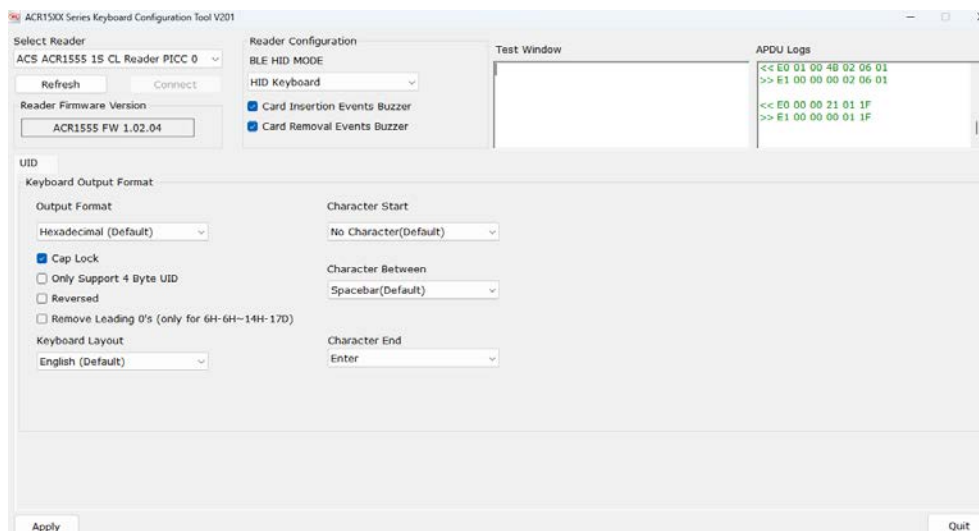 ACR15XX Series Keyboard Configuration Tool V201
Select Reader
ACS ACR1555 1S CL Reader PICC 0
Refresh
Connect
Reader Firmware Version
ACR1555 FW 1.02.04
Reader Configuration
BLE HID MODE
HID Keyboard
Card Insertion Events Buzzer
Card Removal Events Buzzer
Test Window
APDU Logs
<< E0 01 00 4B 02 06 01
>> E1 00 00 00 02 06 01
<< E0 00 00 21 01 1F
>> E1 00 00 00 01 1F
UID
Keyboard Output Format
Output Format
Hexadecimal (Default)
Cap Lock
Only Support 4 Byte UID
Reversed
Remove Leading 0's (only for 6H-6H~14H-17D)
Keyboard Layout
English (Default)
Character Start
No Character(Default)
Character Between
Spacebar(Default)
Character End
Enter
Apply
Quit